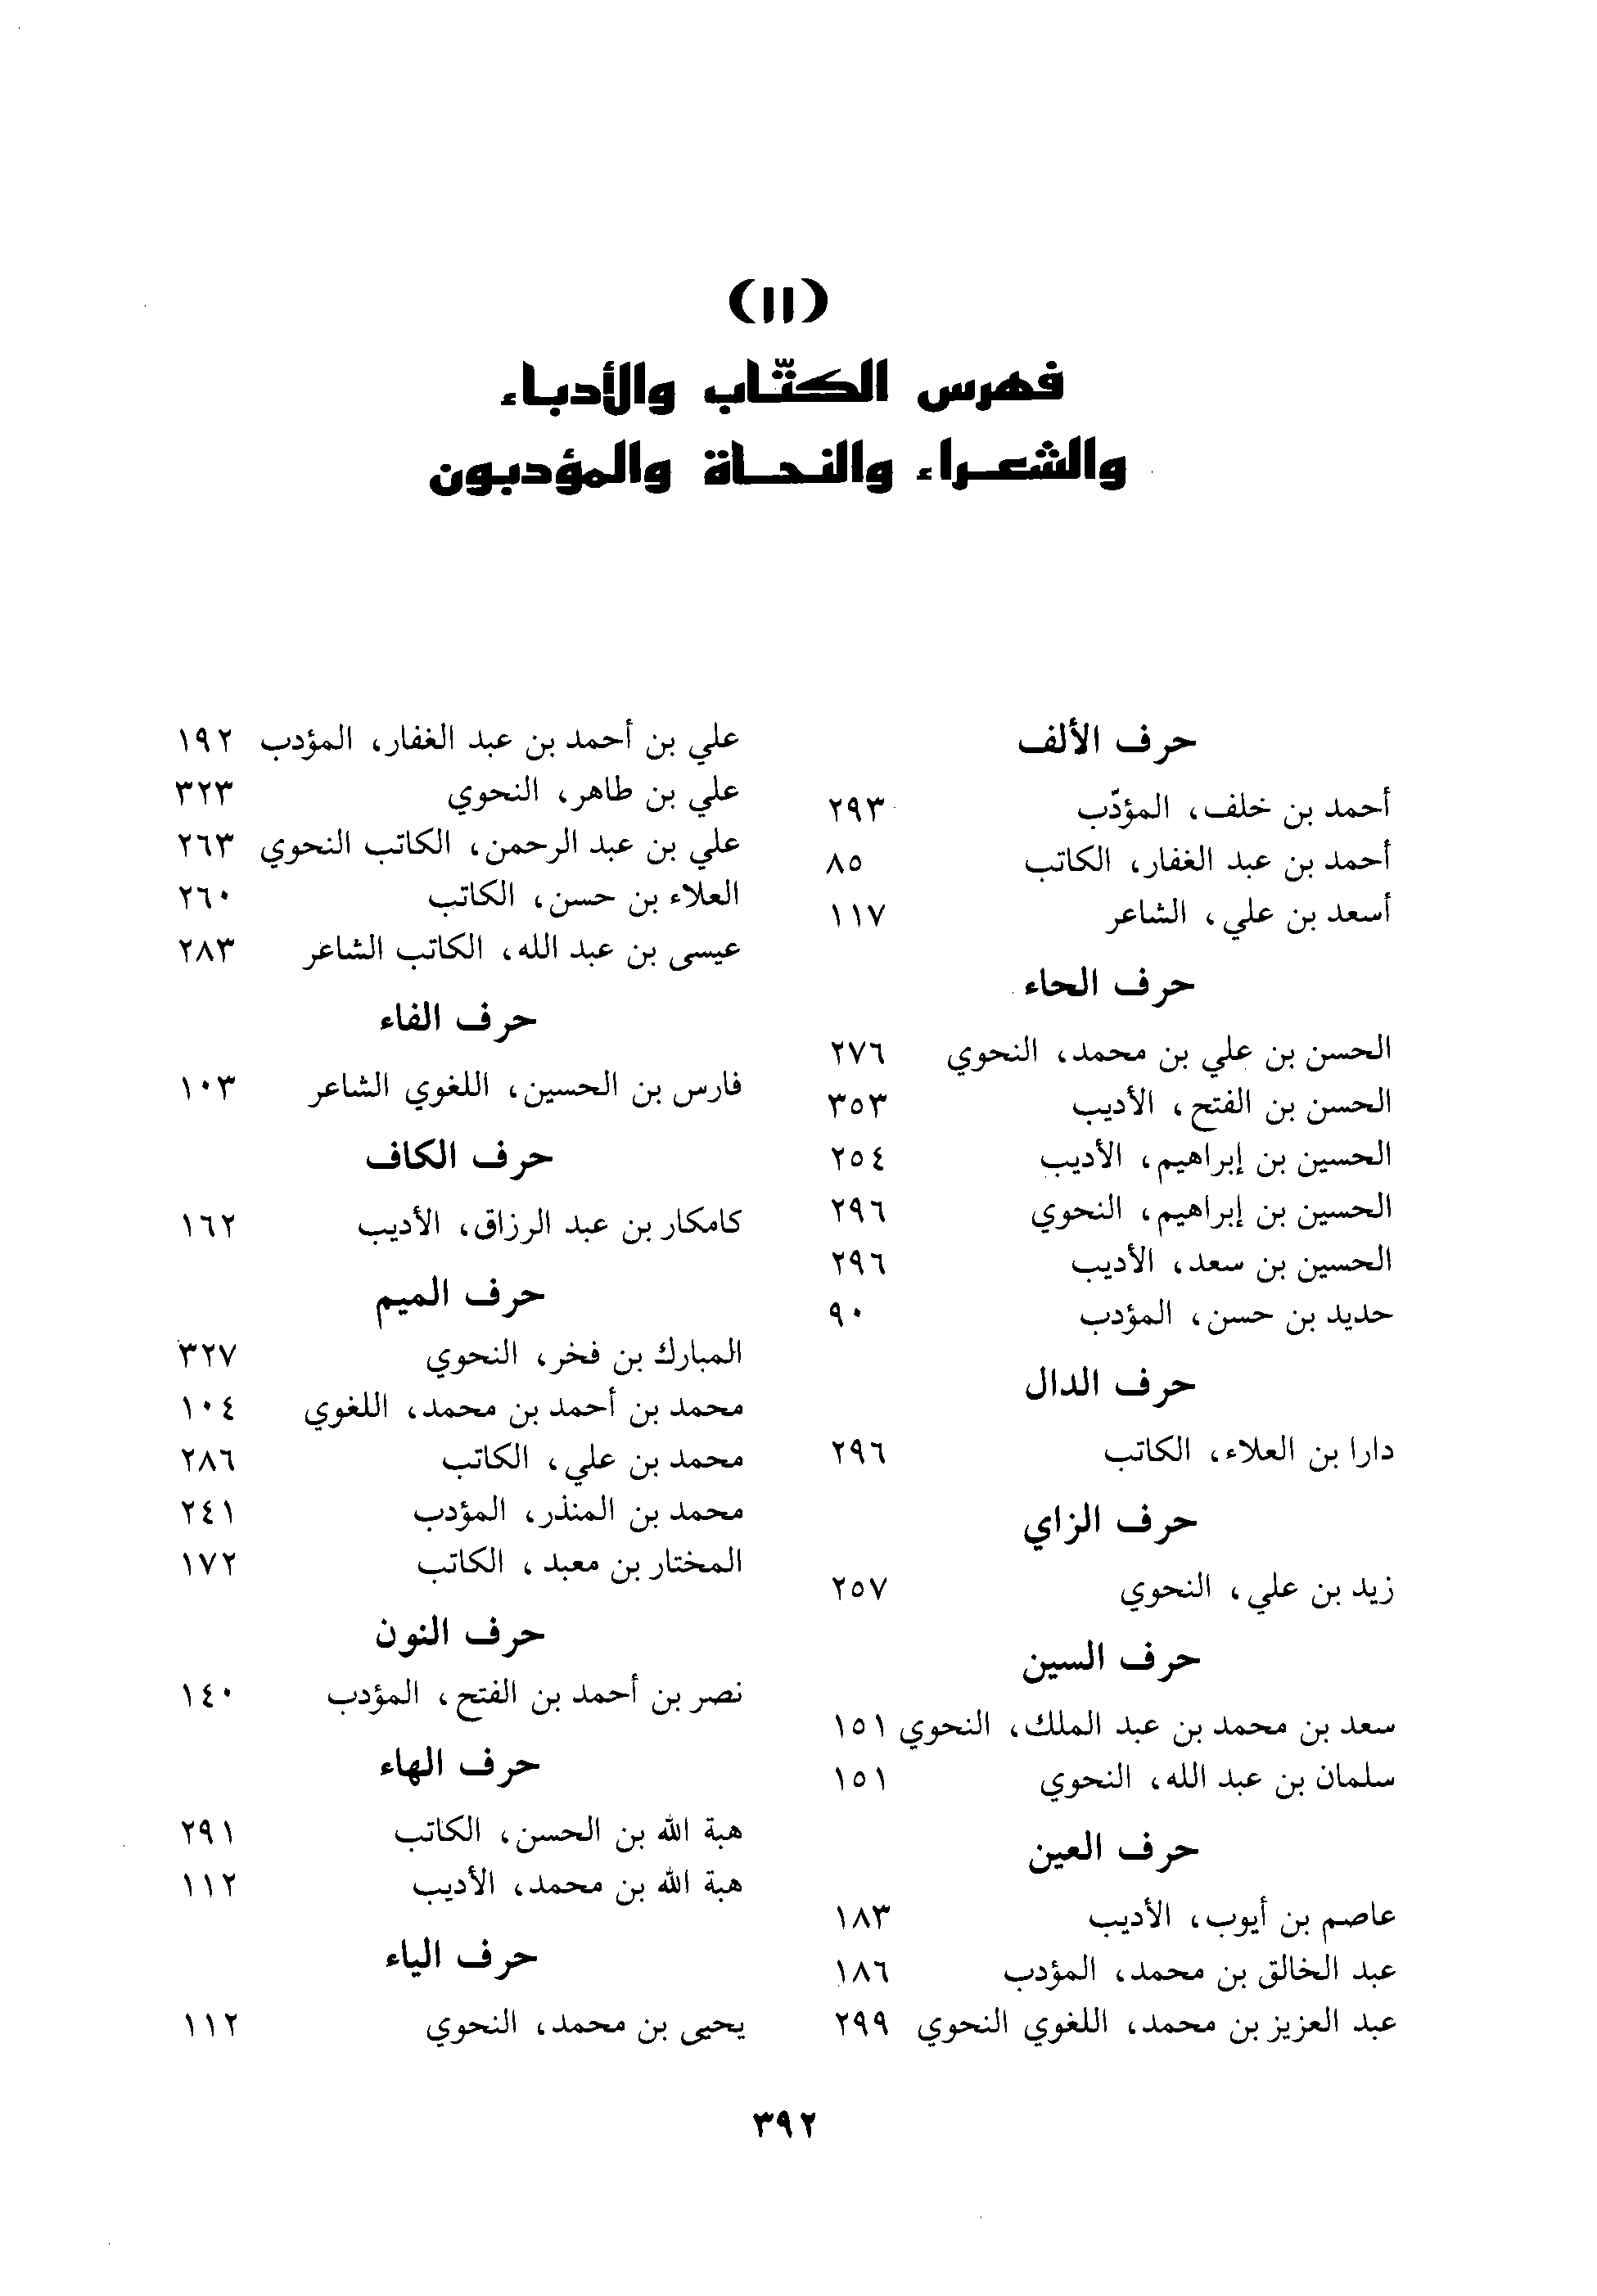 (١١)
فهرس الكتّاب والأدباء
والشعراء والنحاة والمؤدبون
حرف الألف
أحمد بن خلف، المؤدّب ٢٩٣
أحمد بن عبد الغفار، الكاتب ٨٥
أسعد بن علي، الشاعر ١١٧
حرف الحاء
الحسن بن علي بن محمد، النحوي ٢٧٦
الحسن بن الفتح، الأديب ٣٥٣
الحسين بن إبراهيم، الأديب ٢٥٤
الحسين بن إبراهيم، النحوي ٢٩٦
الحسين بن سعد، الأديب ٢٩٦
حديد بن حسن، المؤدب ٩٠
حرف الدال
دارا بن العلاء، الكاتب ٢٩٦
حرف الزاي
زيد بن علي، النحوي ٢٥٧
حرف السين
سعد بن محمد بن عبد الملك، النحوي ١٥١
سلمان بن عبد الله، النحوي ١٥١
حرف العين
عاصم بن أيوب، الأديب ١٨٣
عبد الخالق بن محمد، المؤدب ١٨٦
عبد العزيز بن محمد، اللغوي النحوي ٢٩٩
علي بن أحمد بن عبد الغفار، المؤدب ١٩٢
علي بن طاهر، النحوي ٣٢٣
علي بن عبد الرحمن، الكاتب النحوي ٢٦٣
العلاء بن حسن، الكاتب ٢٦٠
عيسى بن عبد الله، الكاتب الشاعر ٢٨٣
حرف الفاء
فارس بن الحسين، اللغوي الشاعر ١٠٣
حرف الكاف
كامكار بن عبد الرزاق، الأديب ١٦٢
حرف الميم
المبارك بن فخر، النحوي ٣٢٧
محمد بن أحمد بن محمد، اللغوي ١٠٤
محمد بن علي، الكاتب ٢٨٦
محمد بن المنذر، المؤدب ٢٤١
المختار بن معبد، الكاتب ١٧٢
حرف النون
نصر بن أحمد بن الفتح، المؤدب ١٤٠
حرف الهاء
هبة الله بن الحسن، الكاتب ٢٩١
هبة الله بن محمد، الأديب ١١٢
حرف الياء
يحيى بن محمد، النحوي ١١٢
٣٩٢